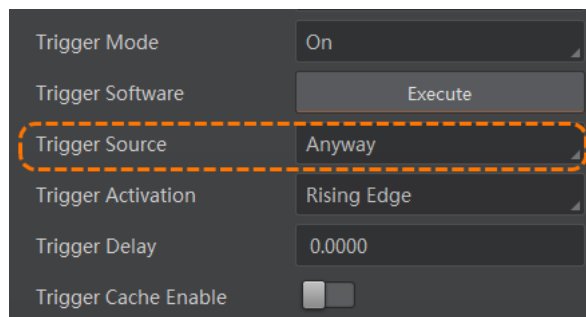 Trigger Mode On
Trigger Software Execute
Trigger Source Anyway
Trigger Activation Rising Edge
Trigger Delay 0.0000
Trigger Cache Enable